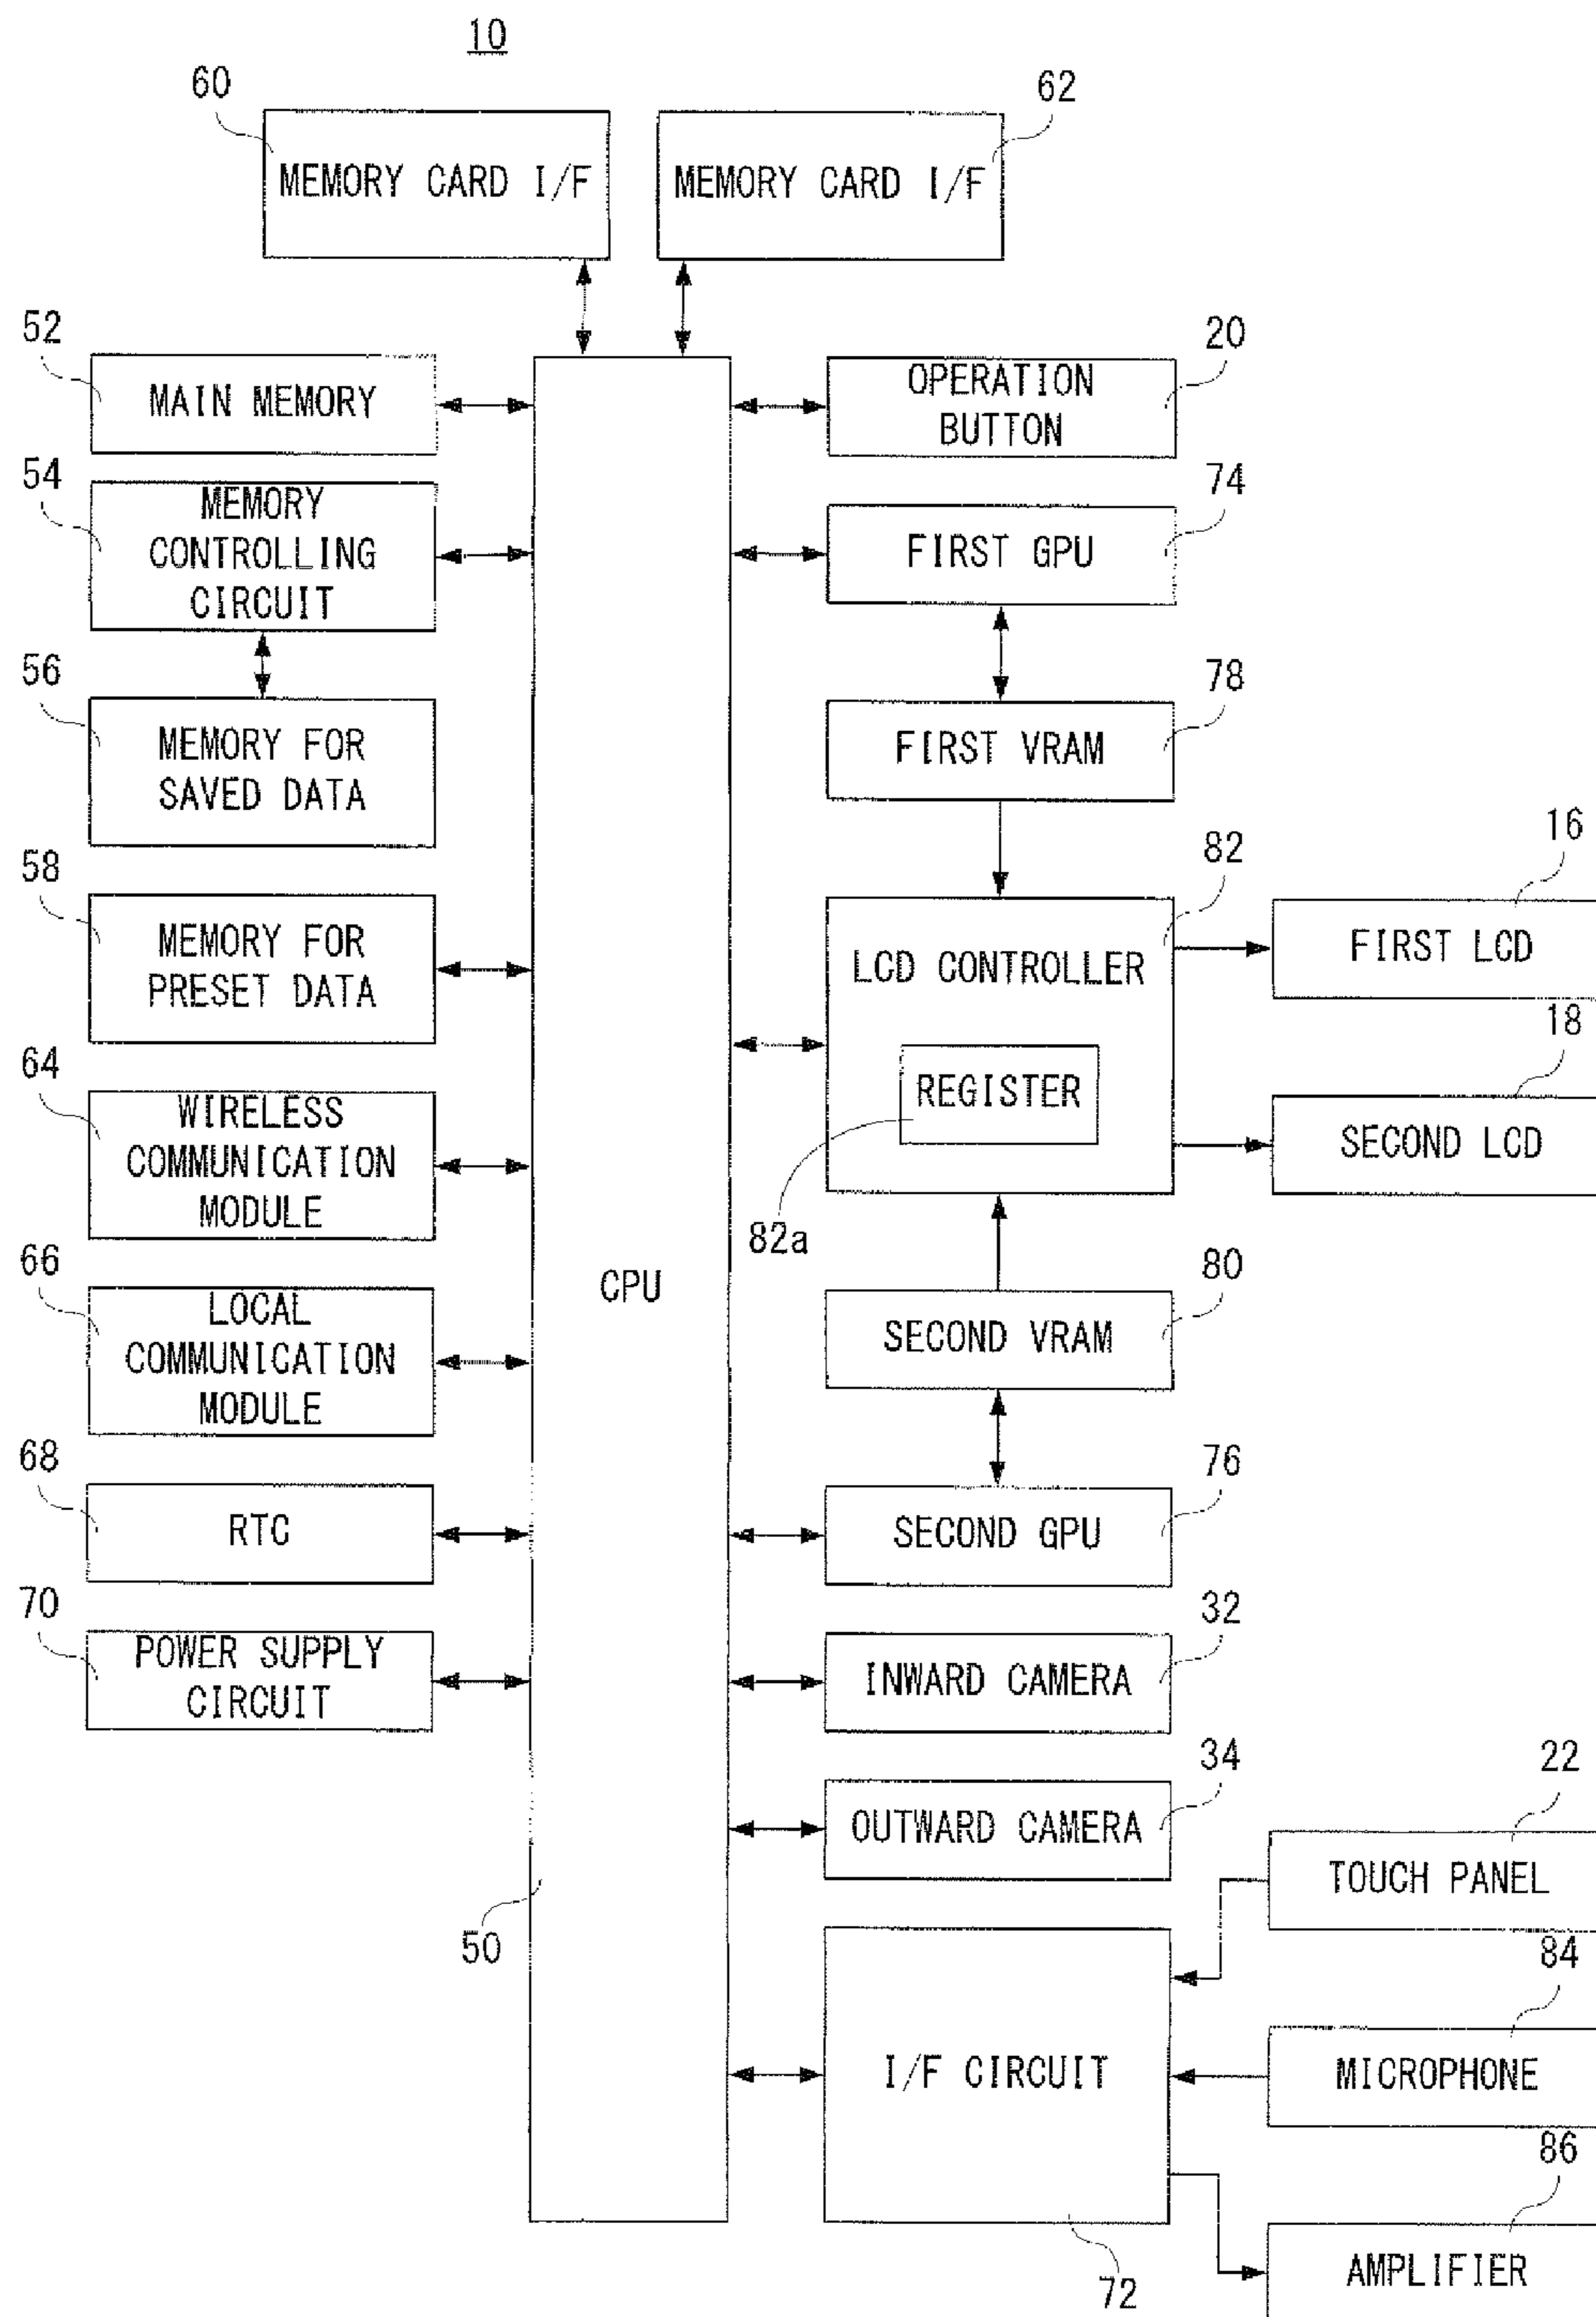 10
60
62
MEMORY CARD I/F
MEMORY CARD I/F
52
MAIN MEMORY
54
MEMORY
CONTROLLING
CIRCUIT
56
MEMORY FOR
SAVED DATA
58
MEMORY FOR
PRESET DATA
64
WIRELESS
COMMUNICATION
MODULE
66
LOCAL
COMMUNICATION
MODULE
68
RTC
70
POWER SUPPLY
CIRCUIT
CPU
50
20
OPERATION
BUTTON
74
FIRST GPU
78
FIRST VRAM
82
LCD CONTROLLER
REGISTER
82a
16
FIRST LCD
18
SECOND LCD
80
SECOND VRAM
76
SECOND GPU
32
INWARD CAMERA
34
OUTWARD CAMERA
22
TOUCH PANEL
I/F CIRCUIT
72
84
MICROPHONE
86
AMPLIFIER